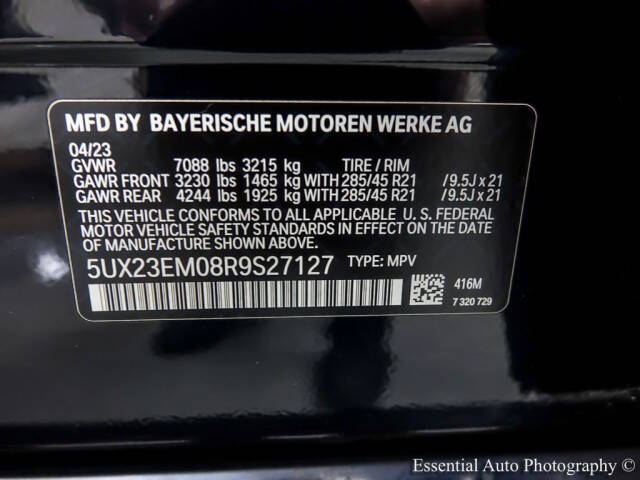 MFD BY BAYERISCHE MOTOREN WERKE AG
04/23
GVWR 7088 lbs 3215 kg TIRE / RIM
GAWR FRONT 3230 lbs 1465 kg WITH 285/45 R21 / 9.5J x 21
GAWR REAR 4244 lbs 1925 kg WITH 285/45 R21 / 9.5J x 21
THIS VEHICLE CONFORMS TO ALL APPLICABLE U. S. FEDERAL
MOTOR VEHICLE SAFETY STANDARDS IN EFFECT ON THE
DATE OF MANUFACTURE SHOWN ABOVE.
5UX23EM08R9S27127 TYPE: MPV
416M
7 320 729
Essential Auto Photography (C)